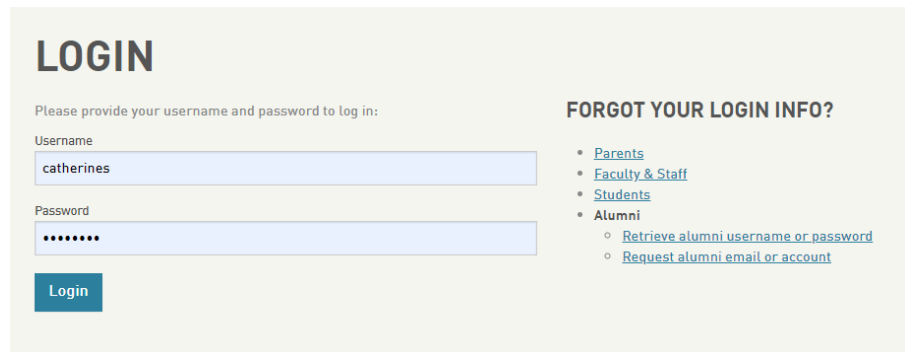 LOGIN
Please provide your username and password to log in:
Username
catherines
Password
••••••••
Login
FORGOT YOUR LOGIN INFO?
Parents
Faculty & Staff
Students
Alumni
Retrieve alumni username or password
Request alumni email or account